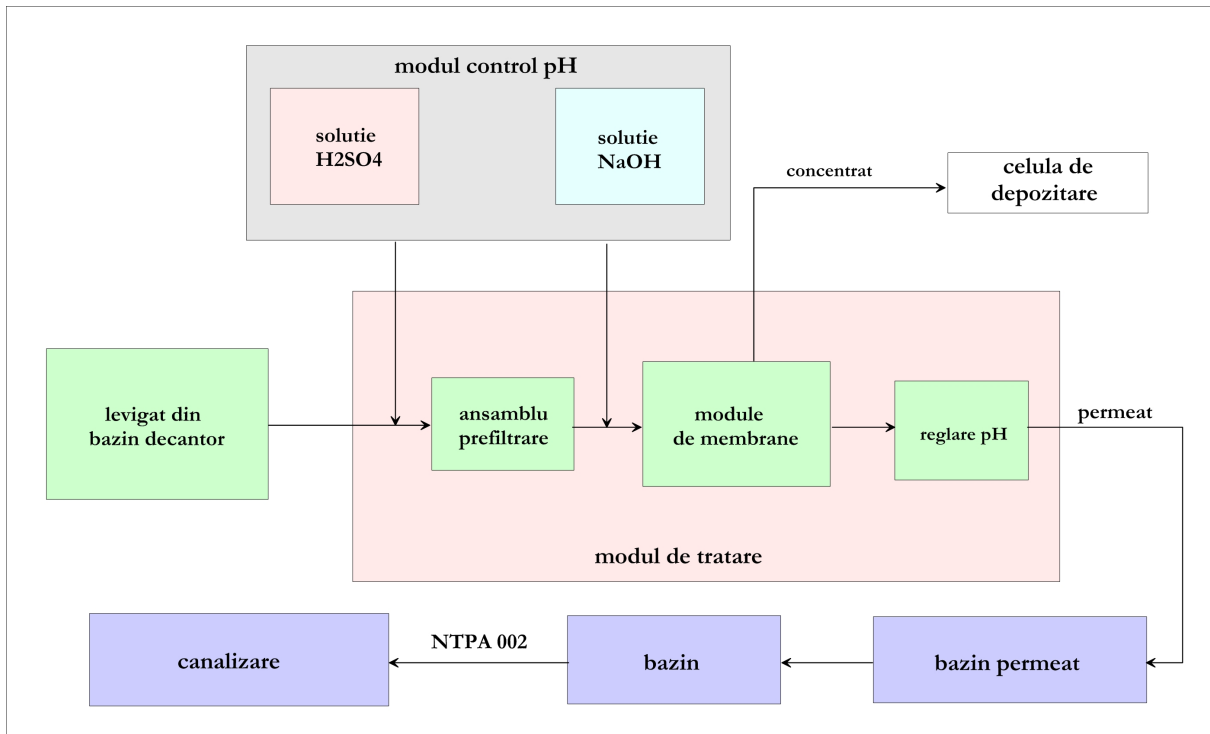 modul control pH
solutie
H2SO4
solutie
NaOH
concentrat
celula de
depozitare
levigat din
bazin decantor
ansamblu
prefiltrare
module
de membrane
reglare pH
permeat
modul de tratare
canalizare
NTPA 002
bazin
bazin permeat